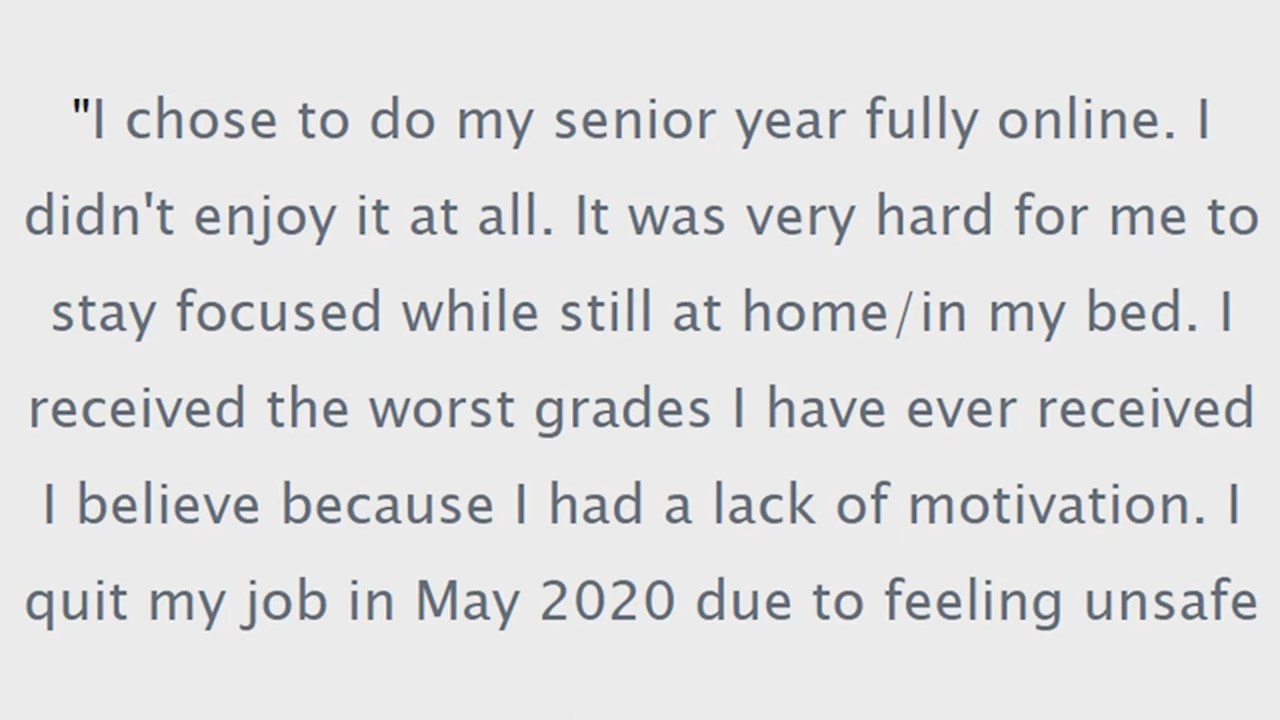 "I chose to do my senior year fully online. I
didn't enjoy it at all. It was very hard for me to
stay focused while still at home/in my bed. I
received the worst grades I have ever received
I believe because I had a lack of motivation. I
quit my job in May 2020 due to feeling unsafe